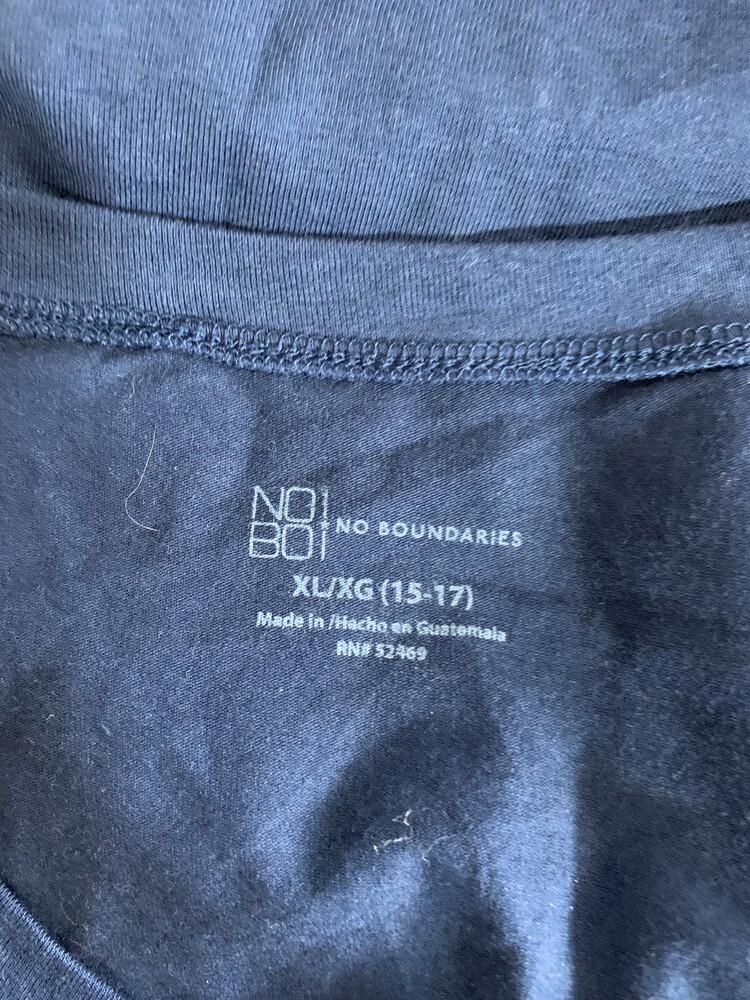 NO
BO
NO BOUNDARIES
XL/XG (15-17)
Made in /Hecho en Guatemala
RN# 52469